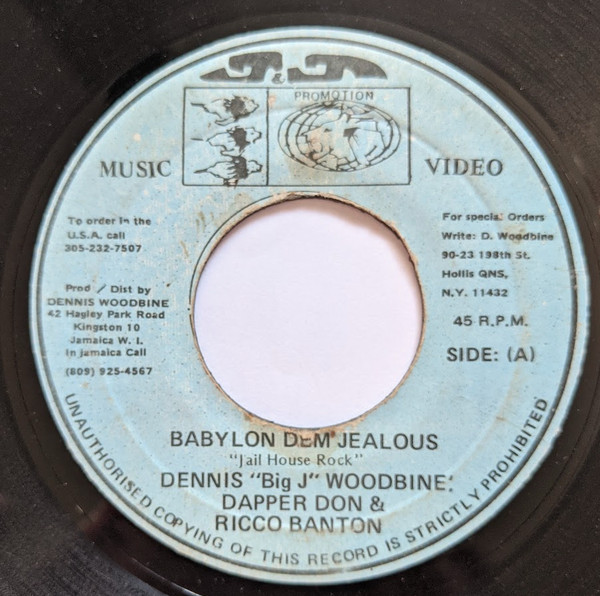 J & J
PROMOTION
MUSIC
VIDEO
To order in the
U.S.A. call
305-232-7507
Prod / Dist by
DENNIS WOODBINE
42 Hagley Park Road
Kingston 10
Jamaica W. I.
In jamaica Call
(809) 925-4567
For special Orders
Write: D. Woodbine
90-23 198th St.
Hollis QNS,
N.Y. 11432
45 R.P.M.
SIDE: (A)
BABYLON DEM JEALOUS
"Jail House Rock"
DENNIS "Big J" WOODBINE:
DAPPER DON &
RICCO BANTON
UNAUTHORISED COPYING OF THIS RECORD IS STRICTLY PROHIBITED